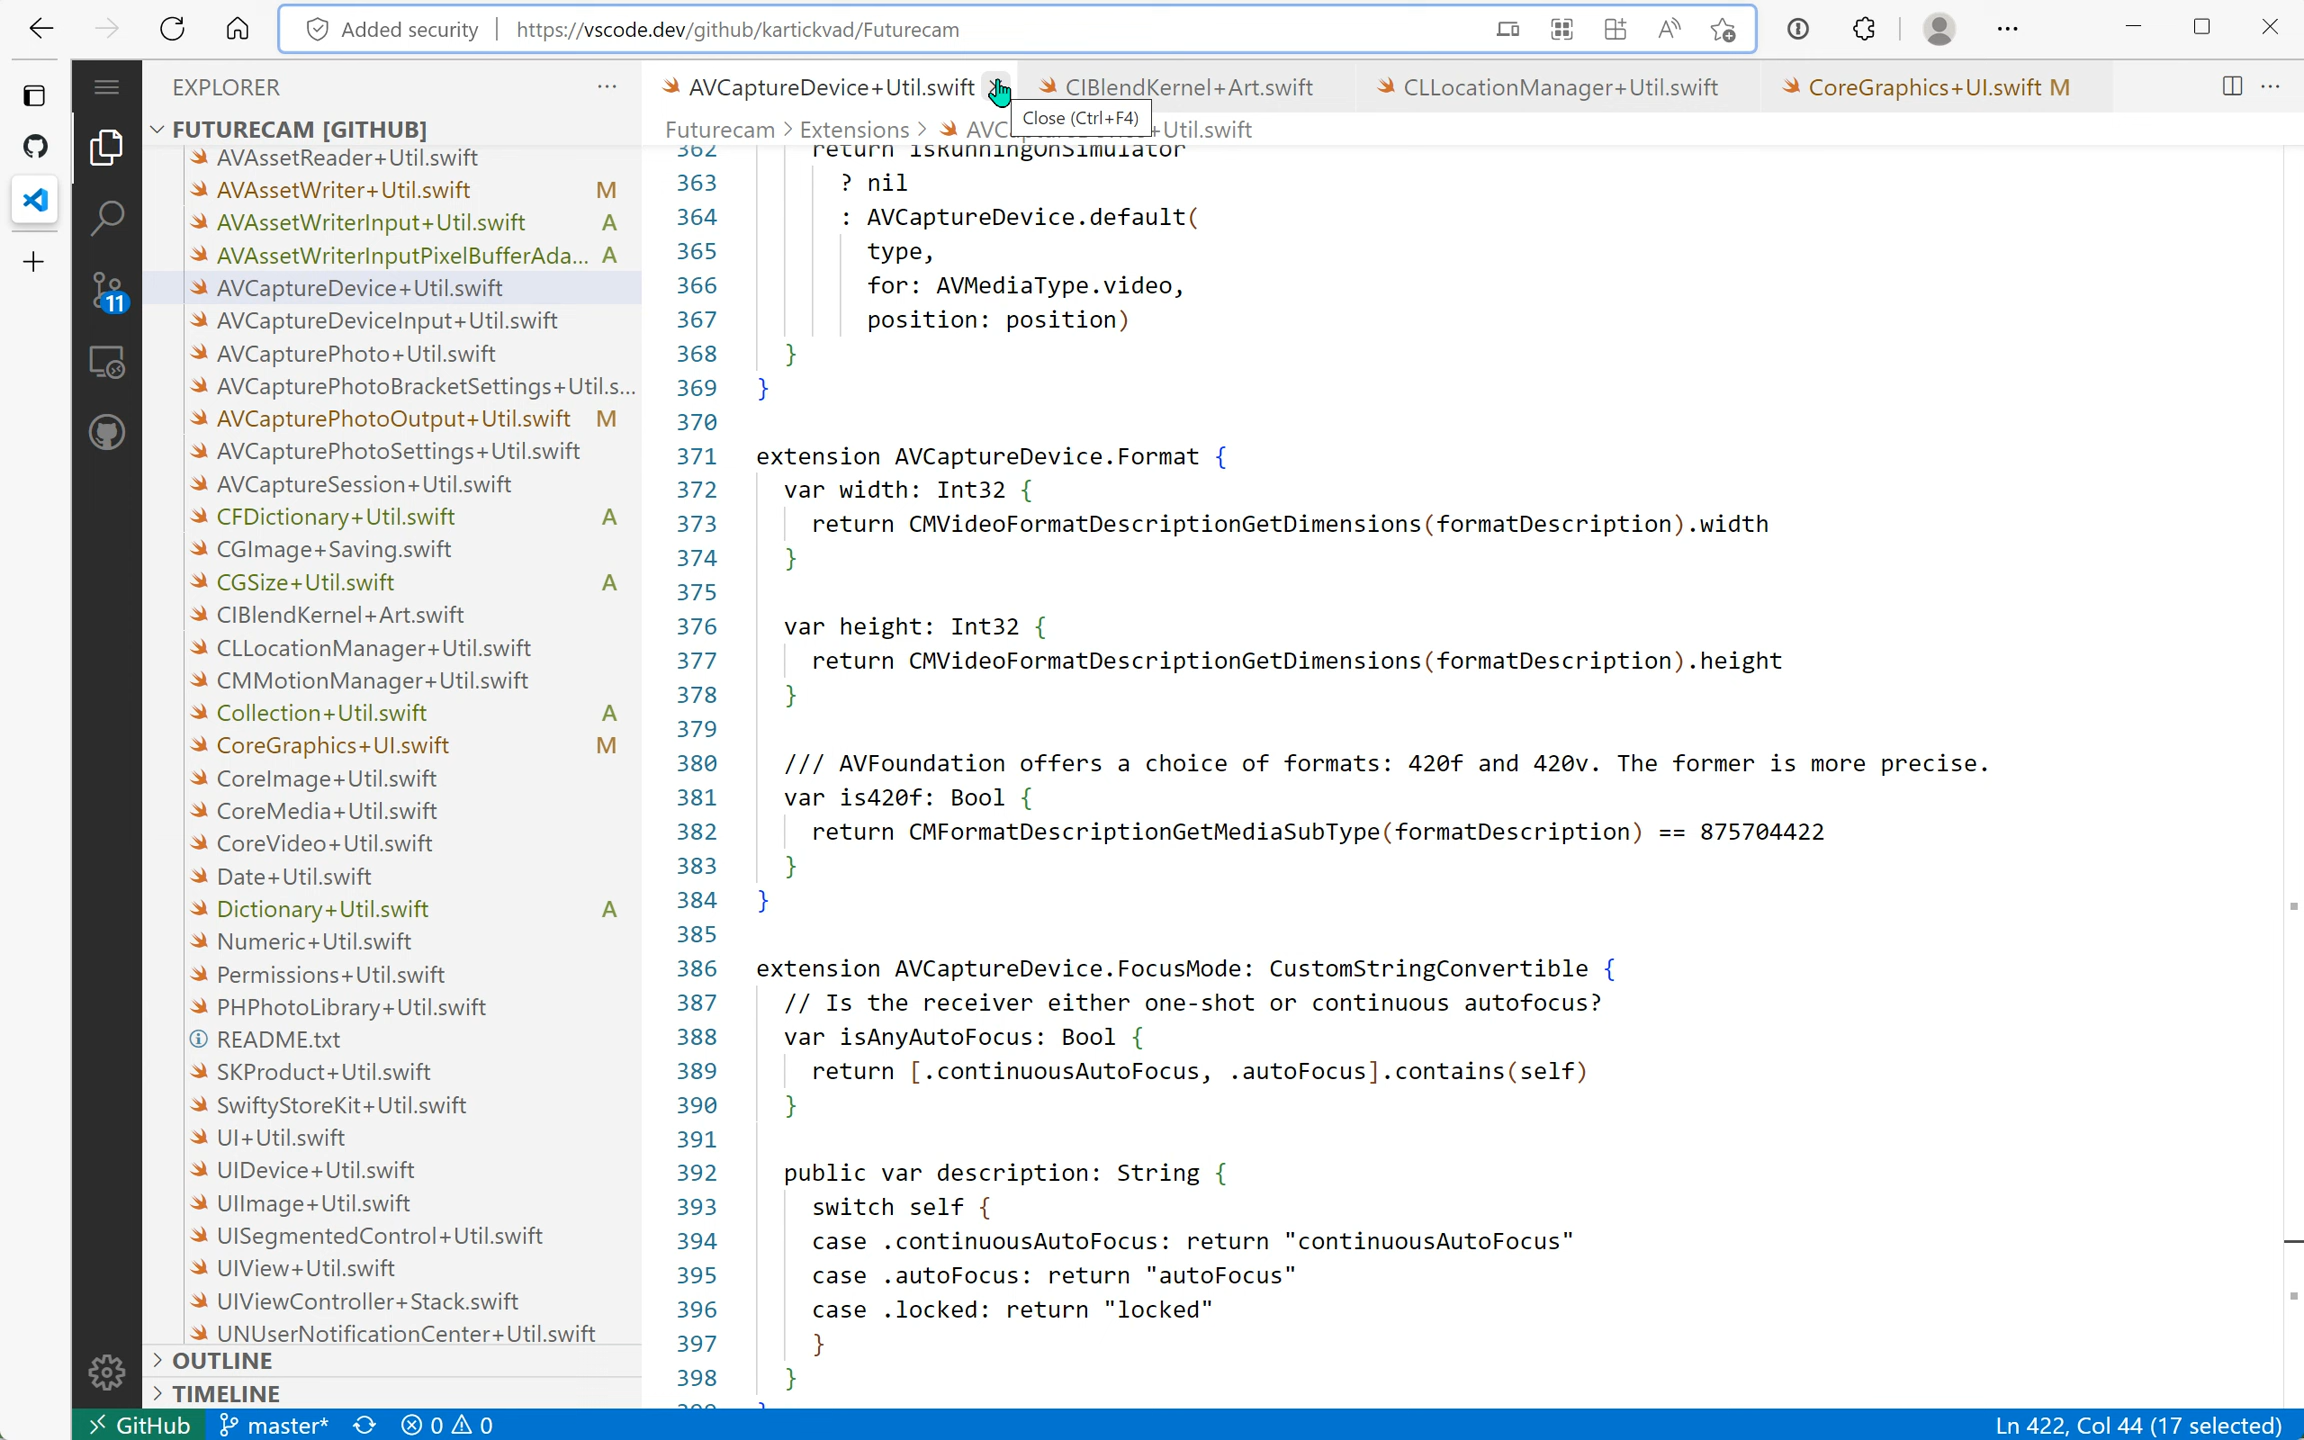 Added security
https://vscode.dev/github/kartickvad/Futurecam
EXPLORER
FUTURECAM [GITHUB]
AVAssetReader+Util.swift
AVAssetWriter+Util.swift M
AVAssetWriterInput+Util.swift A
AVAssetWriterInputPixelBufferAda... A
AVCaptureDevice+Util.swift
AVCaptureDeviceInput+Util.swift
AVCapturePhoto+Util.swift
AVCapturePhotoBracketSettings+Util.s...
AVCapturePhotoOutput+Util.swift M
AVCapturePhotoSettings+Util.swift
AVCaptureSession+Util.swift
CFDictionary+Util.swift A
CGImage+Saving.swift
CGSize+Util.swift A
CIBlendKernel+Art.swift
CLLocationManager+Util.swift
CMMotionManager+Util.swift
Collection+Util.swift A
CoreGraphics+UI.swift M
CoreImage+Util.swift
CoreMedia+Util.swift
CoreVideo+Util.swift
Date+Util.swift
Dictionary+Util.swift A
Numeric+Util.swift
Permissions+Util.swift
PHPhotoLibrary+Util.swift
README.txt
SKProduct+Util.swift
SwiftyStoreKit+Util.swift
UI+Util.swift
UIDevice+Util.swift
UIImage+Util.swift
UISegmentedControl+Util.swift
UIView+Util.swift
UIViewController+Stack.swift
UNUserNotificationCenter+Util.swift
OUTLINE
TIMELINE
11
AVCaptureDevice+Util.swift CIBlendKernel+Art.swift CLLocationManager+Util.swift CoreGraphics+UI.swift M
Close (Ctrl+F4)
Futurecam > Extensions > AVC +Util.swift
362 return isRunningOnSimulator
363 ? nil
364 : AVCaptureDevice.default(
365 type,
366 for: AVMediaType.video,
367 position: position)
368 }
369 }
370
371 extension AVCaptureDevice.Format {
372 var width: Int32 {
373 return CMVideoFormatDescriptionGetDimensions(formatDescription).width
374 }
375
376 var height: Int32 {
377 return CMVideoFormatDescriptionGetDimensions(formatDescription).height
378 }
379
380 /// AVFoundation offers a choice of formats: 420f and 420v. The former is more precise.
381 var is420f: Bool {
382 return CMFormatDescriptionGetMediaSubType(formatDescription) == 875704422
383 }
384 }
385
386 extension AVCaptureDevice.FocusMode: CustomStringConvertible {
387 // Is the receiver either one-shot or continuous autofocus?
388 var isAnyAutoFocus: Bool {
389 return [.continuousAutoFocus, .autoFocus].contains(self)
390 }
391
392 public var description: String {
393 switch self {
394 case .continuousAutoFocus: return "continuousAutoFocus"
395 case .autoFocus: return "autoFocus"
396 case .locked: return "locked"
397 }
398 }
GitHub master* 0 0
Ln 422, Col 44 (17 selected)